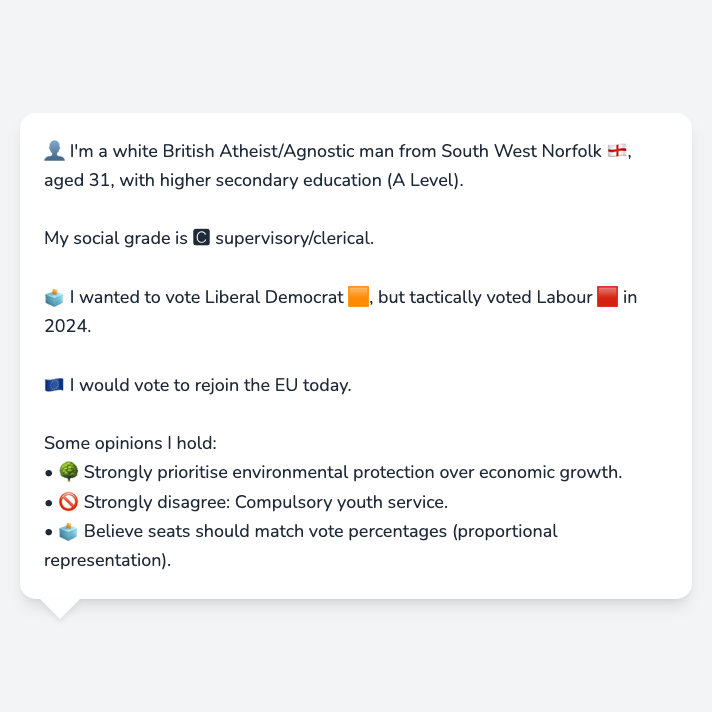 👤 I'm a white British Atheist/Agnostic man from South West Norfolk 🏴󠁧󠁢󠁥󠁮󠁧󠁿,
aged 31, with higher secondary education (A Level).
My social grade is 🅲 supervisory/clerical.
🗳️ I wanted to vote Liberal Democrat 🟧, but tactically voted Labour 🟥 in
2024.
🇪🇺 I would vote to rejoin the EU today.
Some opinions I hold:
• 🌳 Strongly prioritise environmental protection over economic growth.
• 🚫 Strongly disagree: Compulsory youth service.
• 🗳️ Believe seats should match vote percentages (proportional
representation).